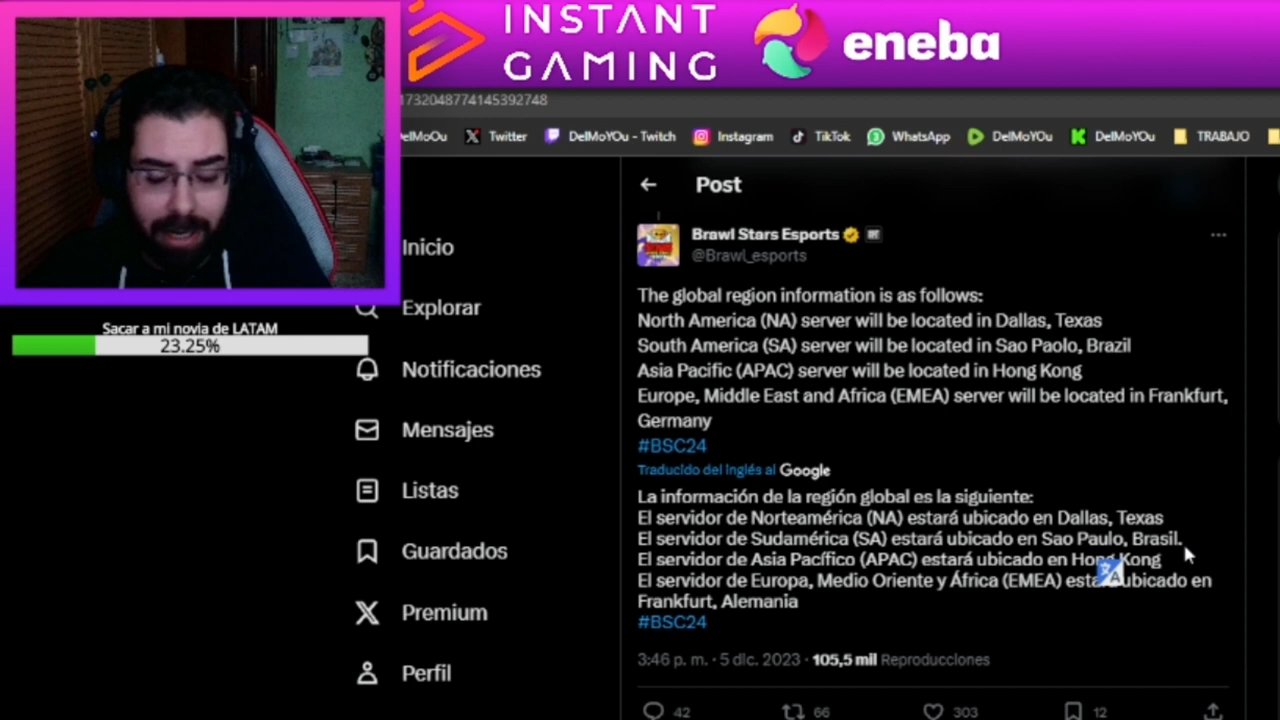 INSTANT
GAMING
eneba
1732048774145392748
DelMoOu
Twitter
DelMoYOu - Twitch
Instagram
TikTok
WhatsApp
DelMoYOu
DelMoYOu
TRABAJO
Sacar a mi novia de LATAM
23.25%
Inicio
Explorar
Notificaciones
Mensajes
Listas
Guardados
Premium
Perfil
Post
Brawl Stars Esports
@Brawl_esports
The global region information is as follows:
North America (NA) server will be located in Dallas, Texas
South America (SA) server will be located in Sao Paolo, Brazil
Asia Pacific (APAC) server will be located in Hong Kong
Europe, Middle East and Africa (EMEA) server will be located in Frankfurt,
Germany
#BSC24
Traducido del inglés al Google
La información de la región global es la siguiente:
El servidor de Norteamérica (NA) estará ubicado en Dallas, Texas
El servidor de Sudamérica (SA) estará ubicado en Sao Paulo, Brasil.
El servidor de Asia Pacífico (APAC) estará ubicado en Hong Kong
El servidor de Europa, Medio Oriente y África (EMEA) estará ubicado en
Frankfurt, Alemania
#BSC24
3:46 p. m. · 5 dic. 2023 · 105,5 mil Reproducciones
42
66
303
12